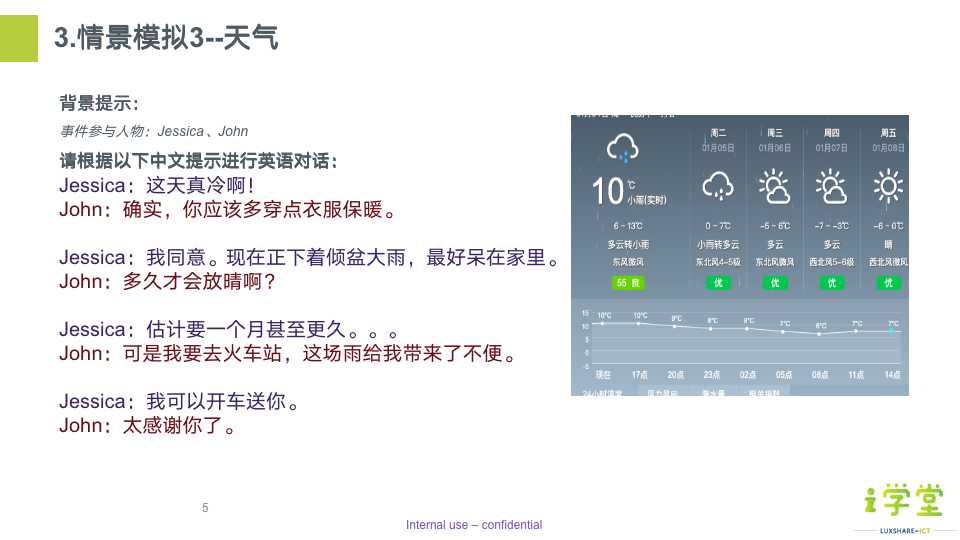 3.情景模拟3--天气
背景提示：
事件参与人物：Jessica、John
请根据以下中文提示进行英语对话：
Jessica：这天真冷啊！
John：确实，你应该多穿点衣服保暖。
Jessica：我同意。现在正下着倾盆大雨，最好呆在家里。
John：多久才会放晴啊？
Jessica：估计要一个月甚至更久。。。
John：可是我要去火车站，这场雨给我带来了不便。
Jessica：我可以开车送你。
John：太感谢你了。
周二 周三 周四 周五
01月05日 01月06日 01月07日 01月08日
10℃ 小雨(实时)
6 ~ 13℃ 0 ~ 7℃ -5 ~ 6℃ -7 ~ -3℃ -6 ~ 0℃
多云转小雨 小雨转多云 多云 多云 晴
东风微风 东北风4~5级 东北风微风 西北风5~6级 西北风微风
55 良 优 优 优 优
15
10
5
0
-5
10℃ 10℃ 9℃ 8℃ 8℃ 7℃ 6℃ 7℃ 7℃
现在 17点 20点 23点 02点 05点 08点 11点 14点
5
Internal use – confidential
i学堂
LUXSHARE-ICT